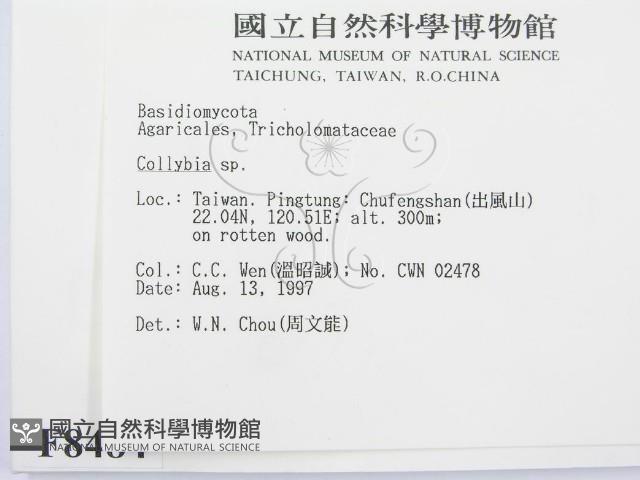 國立自然科學博物館
NATIONAL MUSEUM OF NATURAL SCIENCE
TAICHUNG, TAIWAN, R.O.CHINA
Basidiomycota
Agaricales, Tricholomataceae
Collybia sp.
Loc.: Taiwan. Pingtung: Chufengshan(出風山)
22.04N, 120.51E; alt. 300m;
on rotten wood.
Col.: C.C. Wen(溫昭誠); No. CWN 02478
Date: Aug. 13, 1997
Det.: W.N. Chou(周文能)
國立自然科學博物館
NATIONAL MUSEUM OF NATURAL SCIENCE